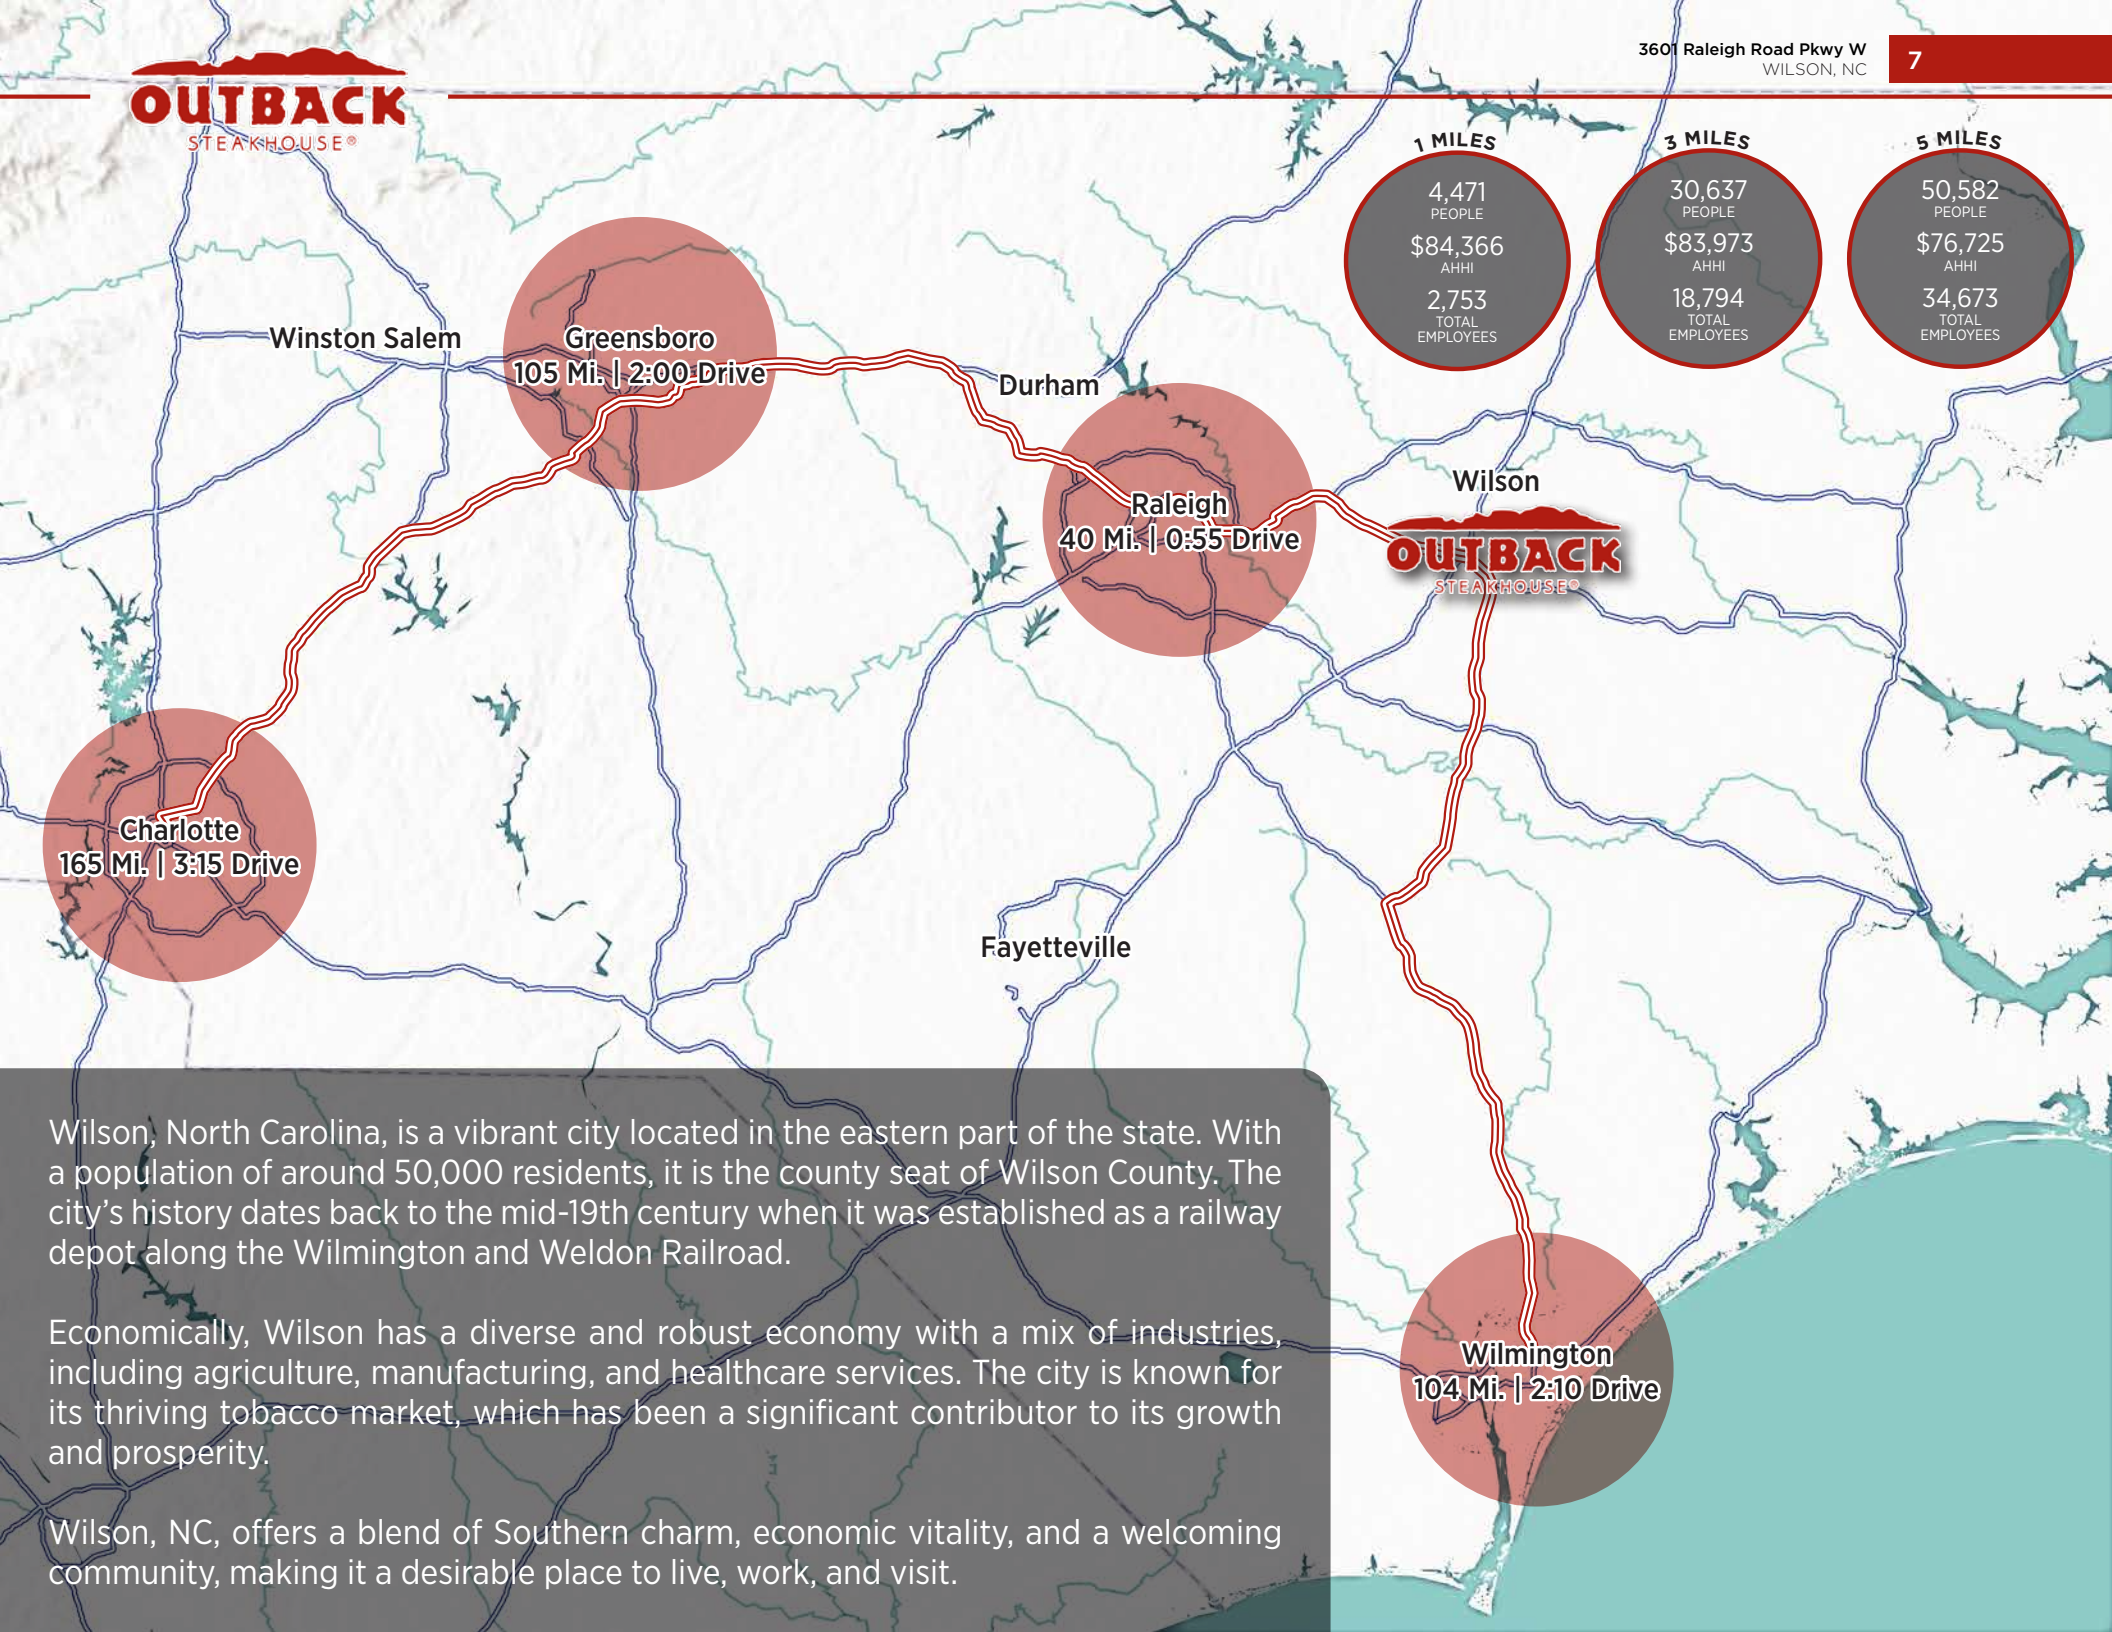 OUTBACK
STEAKHOUSE®
3601 Raleigh Road Pkwy W
WILSON, NC
7
1 MILES
4,471
PEOPLE
$84,366
AHHI
2,753
TOTAL
EMPLOYEES
3 MILES
30,637
PEOPLE
$83,973
AHHI
18,794
TOTAL
EMPLOYEES
5 MILES
50,582
PEOPLE
$76,725
AHHI
34,673
TOTAL
EMPLOYEES
Winston Salem
Greensboro
105 Mi. | 2:00 Drive
Durham
Raleigh
40 Mi. | 0:55 Drive
Wilson
OUTBACK
STEAKHOUSE®
Charlotte
165 Mi. | 3:15 Drive
Fayetteville
Wilmington
104 Mi. | 2:10 Drive
Wilson, North Carolina, is a vibrant city located in the eastern part of the state. With
a population of around 50,000 residents, it is the county seat of Wilson County. The
city's history dates back to the mid-19th century when it was established as a railway
depot along the Wilmington and Weldon Railroad.
Economically, Wilson has a diverse and robust economy with a mix of industries,
including agriculture, manufacturing, and healthcare services. The city is known for
its thriving tobacco market, which has been a significant contributor to its growth
and prosperity.
Wilson, NC, offers a blend of Southern charm, economic vitality, and a welcoming
community, making it a desirable place to live, work, and visit.